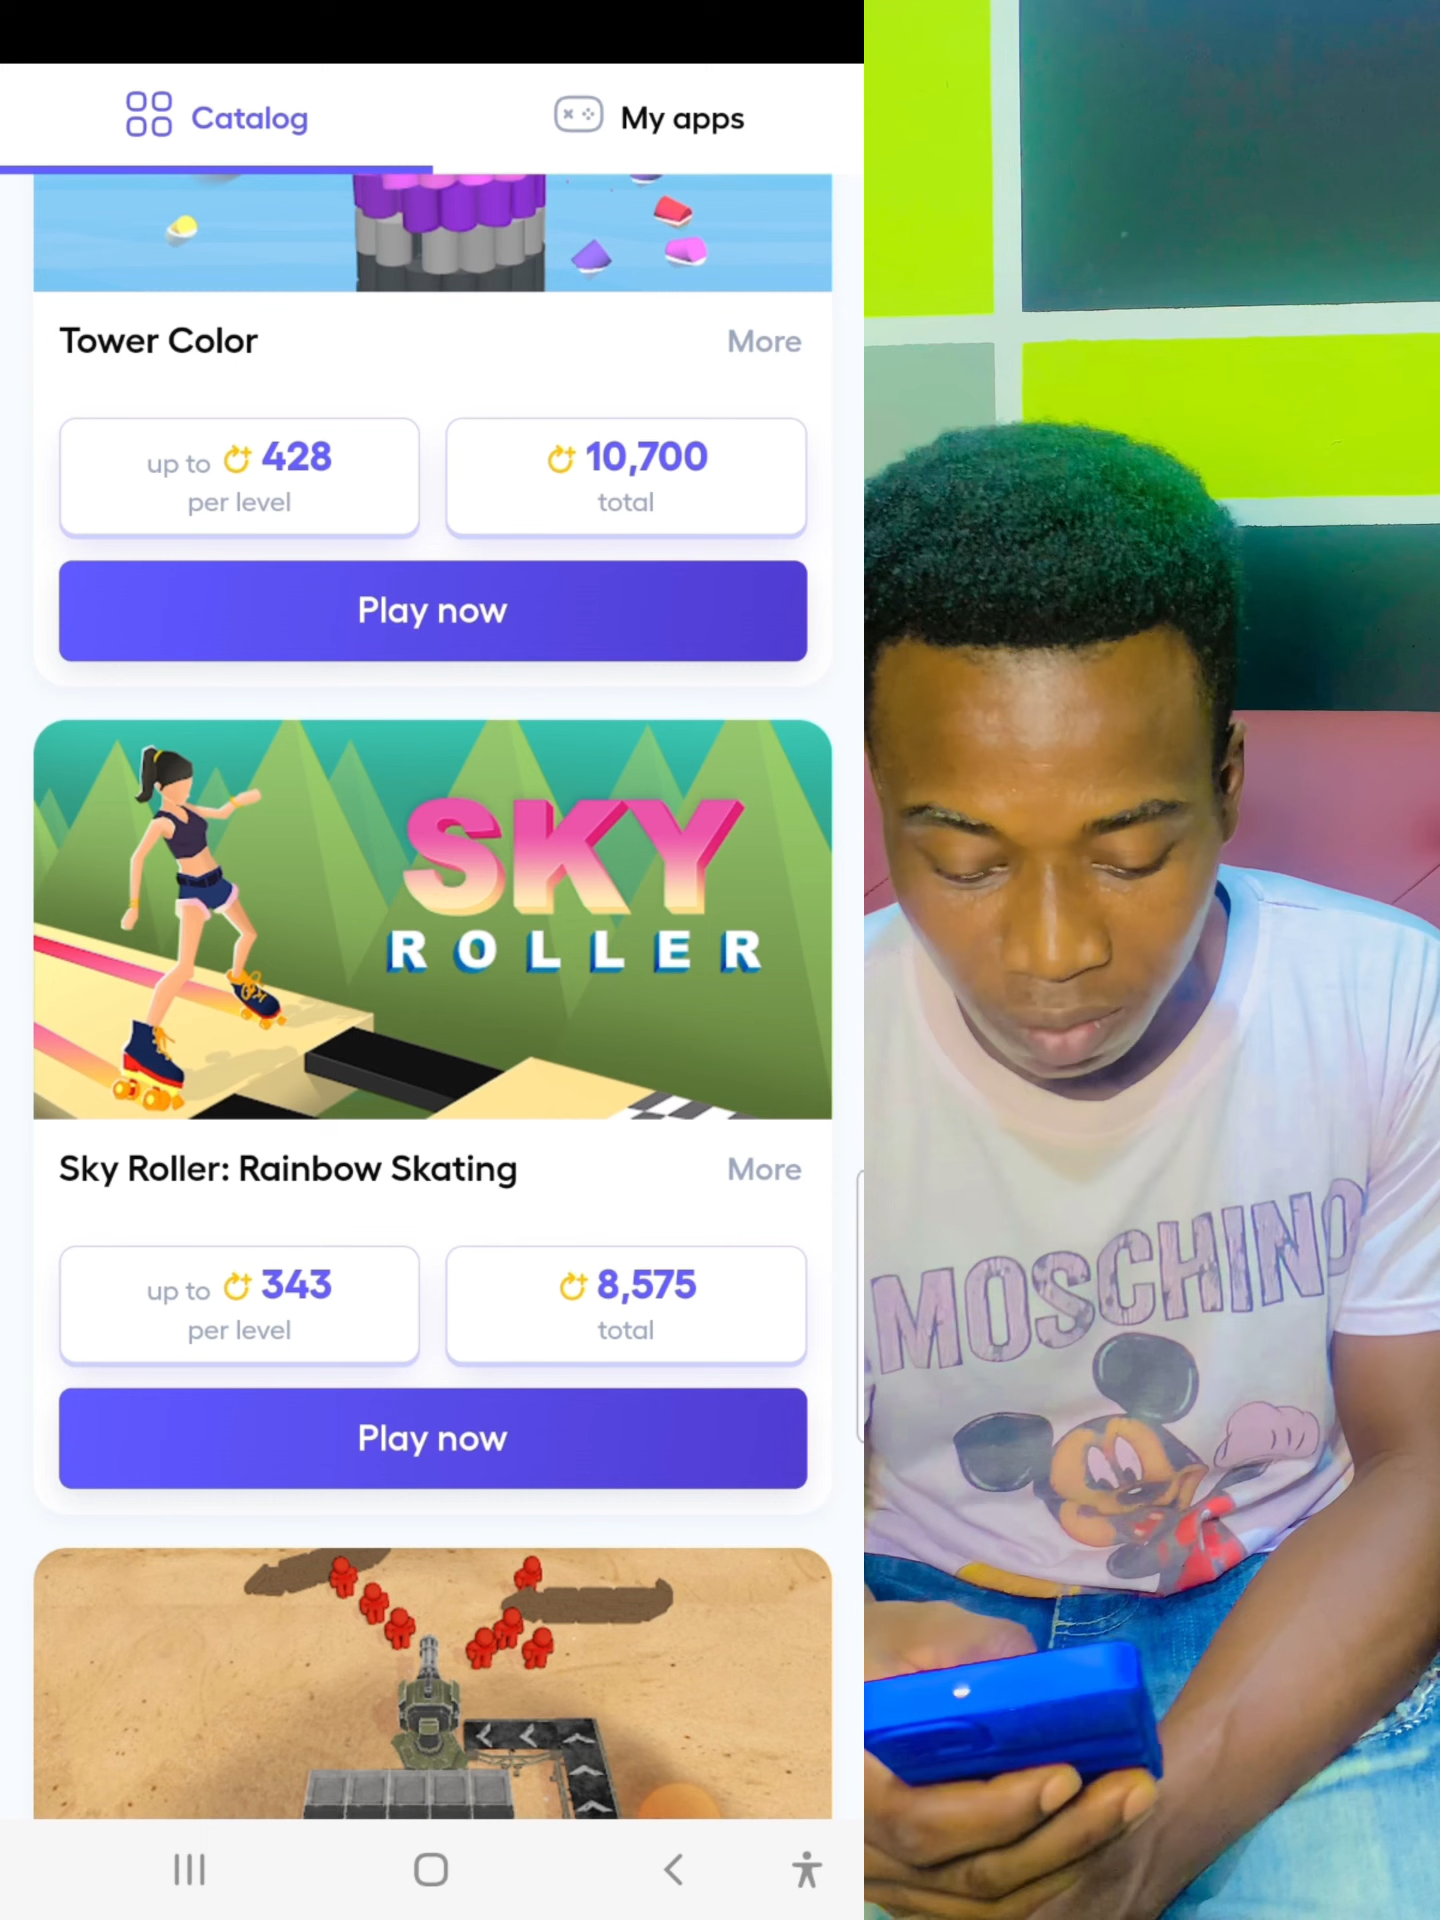 Catalog
My apps
Tower Color
More
up to 428
per level
10,700
total
Play now
SKY
ROLLER
Sky Roller: Rainbow Skating
More
up to 343
per level
8,575
total
Play now
MOSCHINO